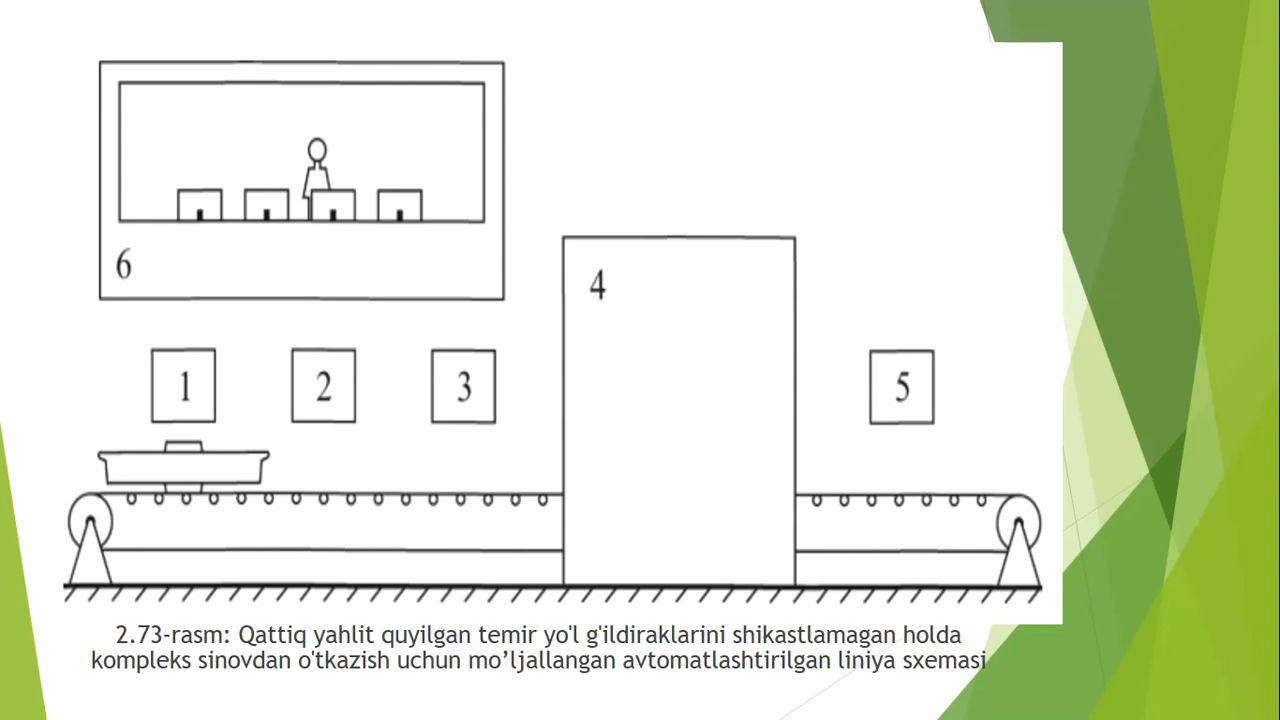 6
4
1 2 3 5
2.73-rasm: Qattiq yahlit quyilgan temir yo'l g'ildiraklarini shikastlamagan holda
kompleks sinovdan o'tkazish uchun mo’ljallangan avtomatlashtirilgan liniya sxemasi